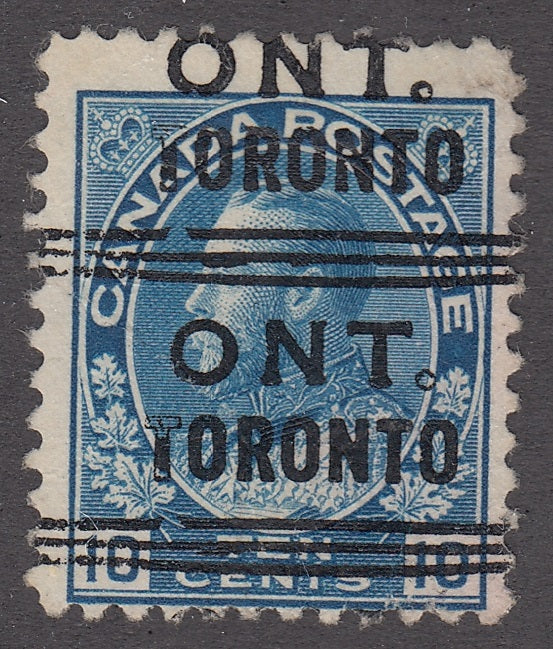 ONT.
CANADA POSTAGE
TORONTO
ONT.
TORONTO
10 TEN CENTS 10